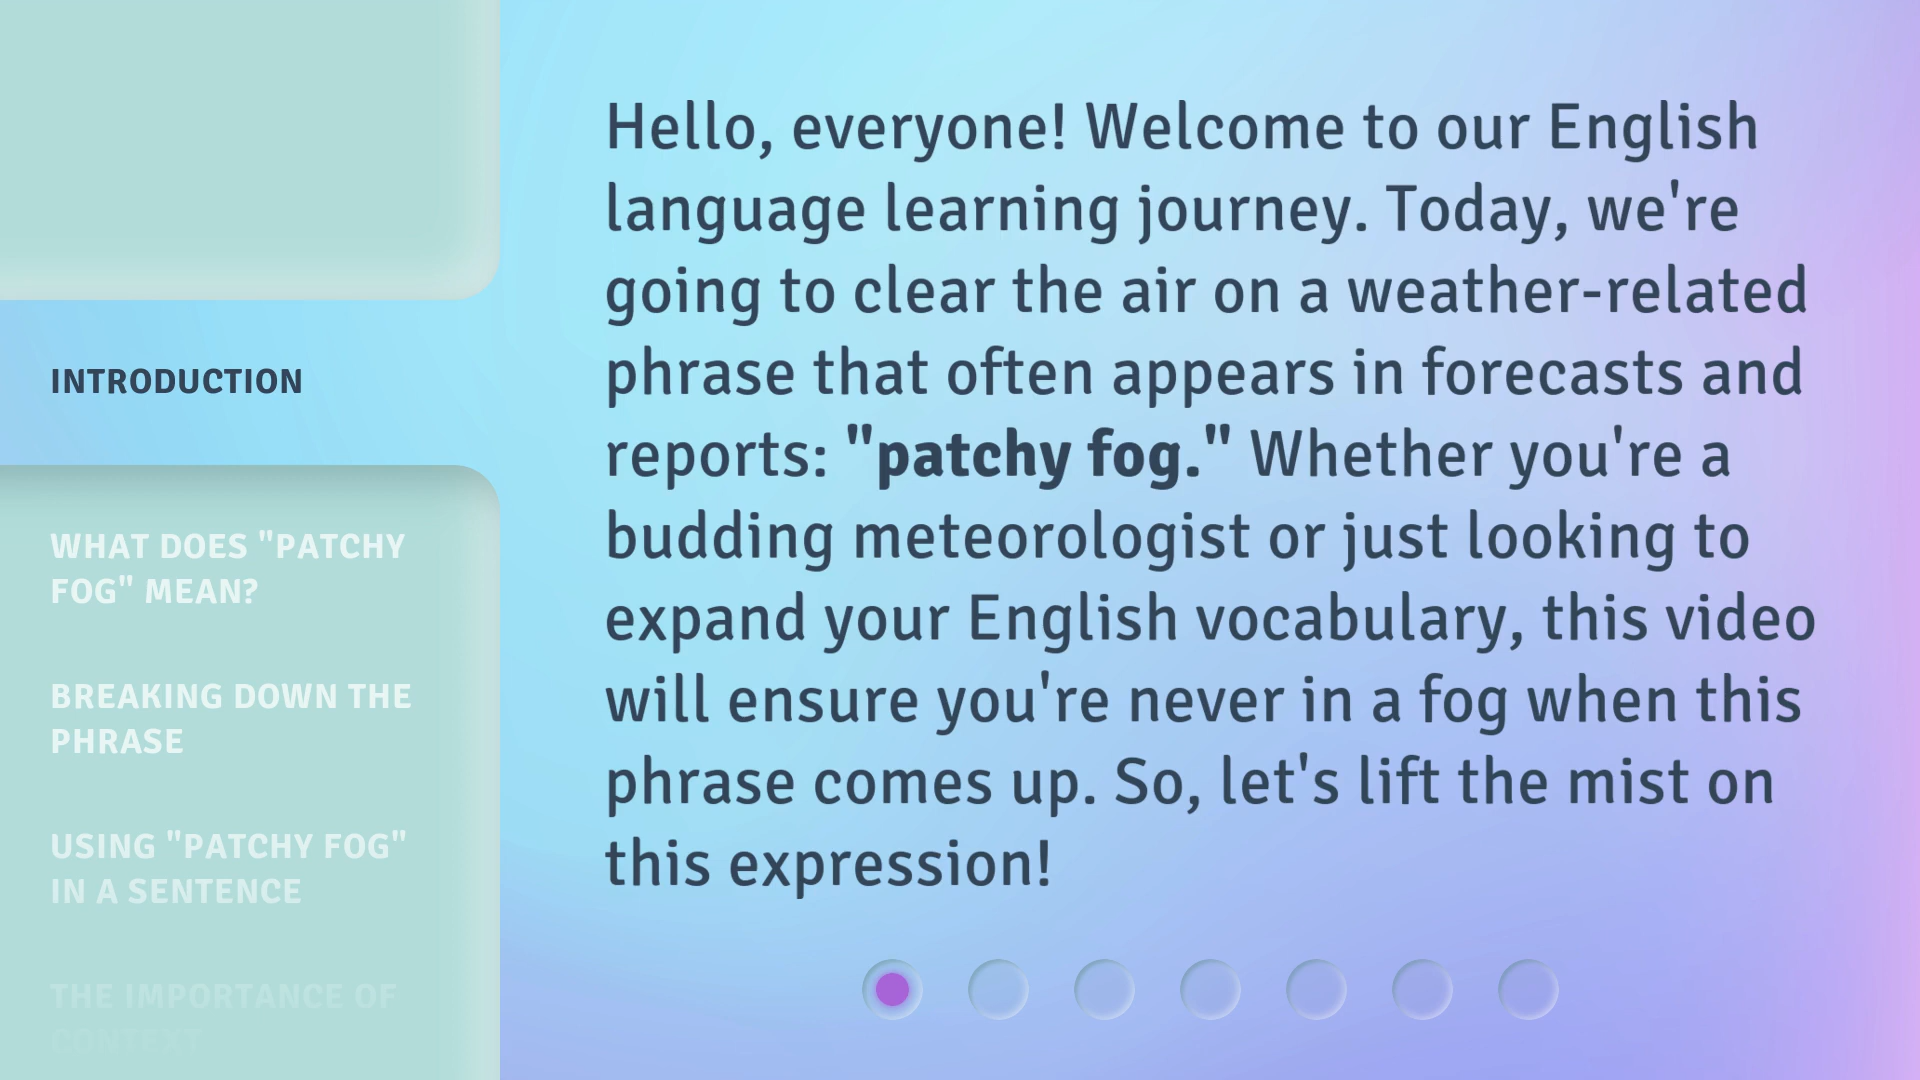 INTRODUCTION
WHAT DOES "PATCHY
FOG" MEAN?
BREAKING DOWN THE
PHRASE
USING "PATCHY FOG"
IN A SENTENCE
THE IMPORTANCE OF
CONTEXT
Hello, everyone! Welcome to our English
language learning journey. Today, we're
going to clear the air on a weather-related
phrase that often appears in forecasts and
reports: "patchy fog." Whether you're a
budding meteorologist or just looking to
expand your English vocabulary, this video
will ensure you're never in a fog when this
phrase comes up. So, let's lift the mist on
this expression!